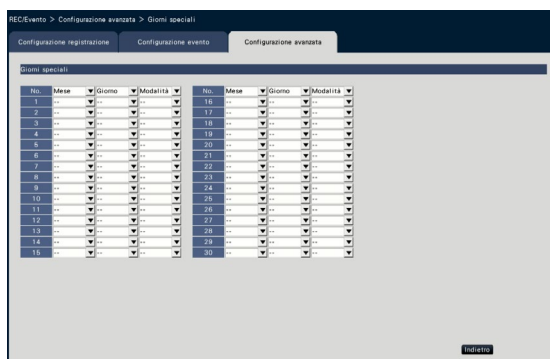 REC/Evento > Configurazione avanzata > Giorni speciali
Configurazione registrazione Configurazione evento Configurazione avanzata
Giorni speciali
No. Mese Giorno Modalità No. Mese Giorno Modalità
1 -- -- -- 16 -- -- --
2 -- -- -- 17 -- -- --
3 -- -- -- 18 -- -- --
4 -- -- -- 19 -- -- --
5 -- -- -- 20 -- -- --
6 -- -- -- 21 -- -- --
7 -- -- -- 22 -- -- --
8 -- -- -- 23 -- -- --
9 -- -- -- 24 -- -- --
10 -- -- -- 25 -- -- --
11 -- -- -- 26 -- -- --
12 -- -- -- 27 -- -- --
13 -- -- -- 28 -- -- --
14 -- -- -- 29 -- -- --
15 -- -- -- 30 -- -- --
Indietro